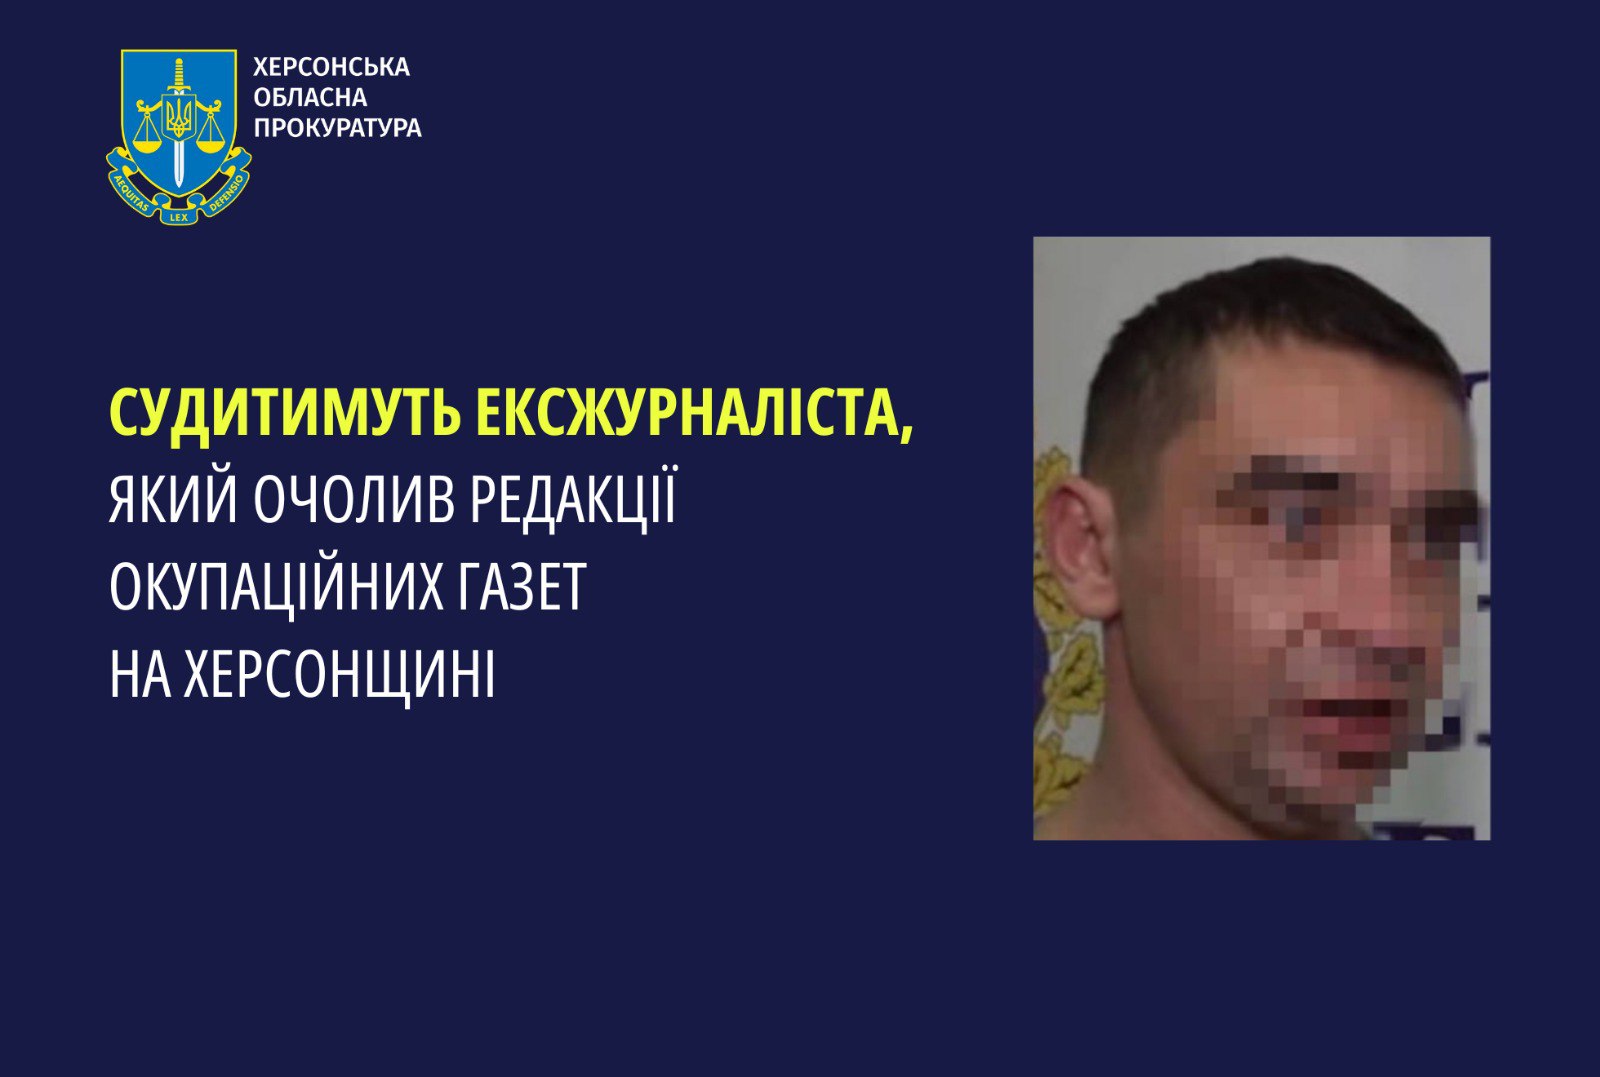 ХЕРСОНСЬКА
ОБЛАСНА
ПРОКУРАТУРА
AEQUITAS
LEX
DEFENSIO
СУДИТИМУТЬ ЕКСЖУРНАЛІСТА,
ЯКИЙ ОЧОЛИВ РЕДАКЦІЇ
ОКУПАЦІЙНИХ ГАЗЕТ
НА ХЕРСОНЩИНІ